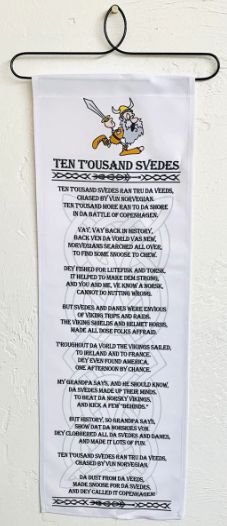 TEN T'OUSAND SVEDES
TEN T'OUSAND SVEDES RAN TRU DA VEEDS,
CHASED BY VUN NORVEGIAN.
TEN T'OUSAND MORE RAN TO DA SHORE
IN DA BATTLE OF COPENHAGEN.
VAY, VAY BACK IN HISTORY,
BACK VEN DA VORLD VAS NEW,
NORVEGIANS SEARCHED ALL OVER,
TO FIND SOME SNOOSE TO CHEW.
DEY FISHED FOR LUTEFISK AND TORSK,
IT HELPED TO MAKE DEM STRONG,
AND YOU AND ME, VE KNOW A NORSK,
CANNOT DO NUTTING WRONG.
BUT SVEDES AND DANES WERE ENVIOUS
OF VIKING TRIPS AND RAIDS.
THE VIKING SHIELDS AND HELMET HORNS,
MADE ALL DOSE FOLKS AFFRAID.
T'ROUGHOUT DA VORLD THE VIKINGS SAILED,
TO IRELAND AND TO FRANCE.
DEY EVEN FOUND AMERICA,
ONE AFTERNOON BY CHANCE.
MY GRANDPA SAYS, AND HE SHOULD KNOW,
DA SVEDES MADE UP THEIR MINDS,
TO BEAT DA NORSKY VIKINGS,
AND KICK A FEW "BEHINDS."
BUT HISTORY, SO GRANDPA SAYS,
SHOW DAT DA NORSKIES VON.
DEY CLOBBERED ALL DA SVEDES AND DANES,
AND MADE IT LOTS OF FUN.
TEN T'OUSAND SVEDES RAN TRU DA VEEDS,
CHASED BY VUN NORVEGIAN.
DA DUST FROM DA VEEDS,
MADE SNOOSE FOR DA SVEDES,
AND DEY CALLED IT COPENHAGEN!